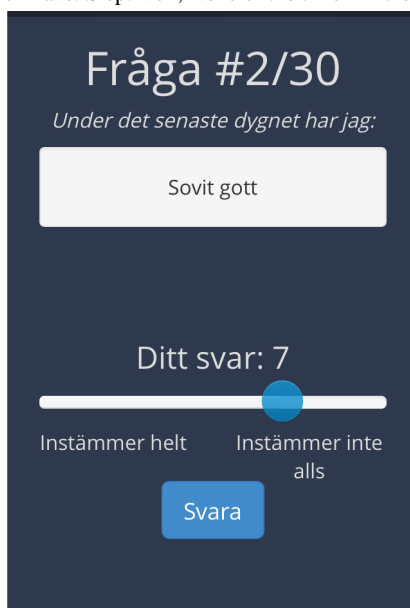 Fråga #2/30
Under det senaste dygnet har jag:
Sovit gott
Ditt svar: 7
Instämmer helt
Instämmer inte
alls
Svara